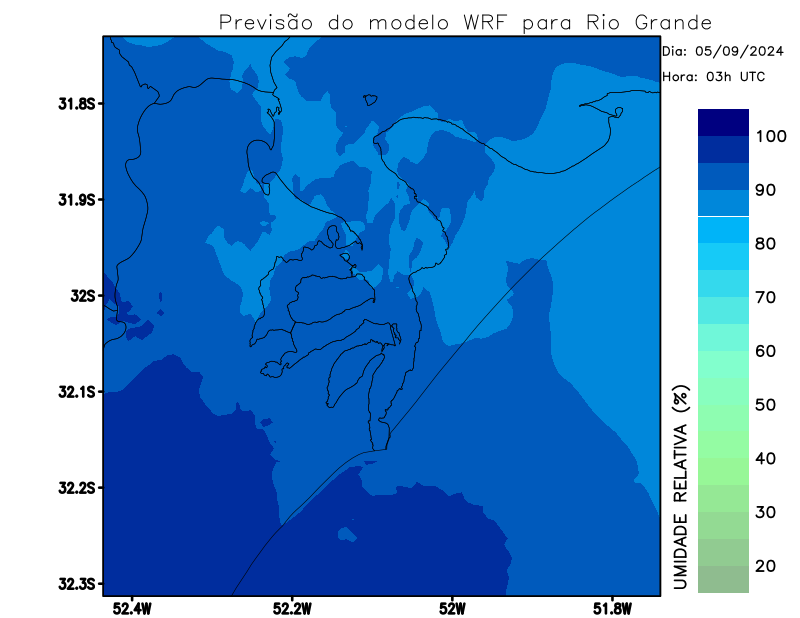 Previsão do modelo WRF para Rio Grande
Dia: 05/09/2024
Hora: 03h UTC
31.8S
31.9S
32S
32.1S
32.2S
32.3S
52.4W
52.2W
52W
51.8W
UMIDADE RELATIVA (%)
100
90
80
70
60
50
40
30
20